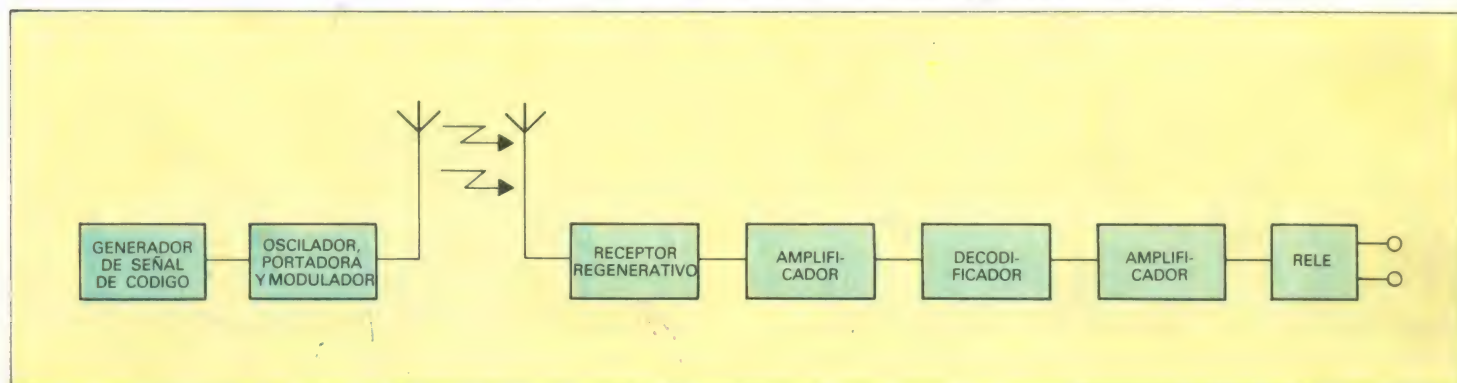 GENERADOR
DE SEÑAL
DE CODIGO
OSCILADOR,
PORTADORA
Y MODULADOR
RECEPTOR
REGENERATIVO
AMPLIFI-
CADOR
DECODI-
FICADOR
AMPLIFI-
CADOR
RELE